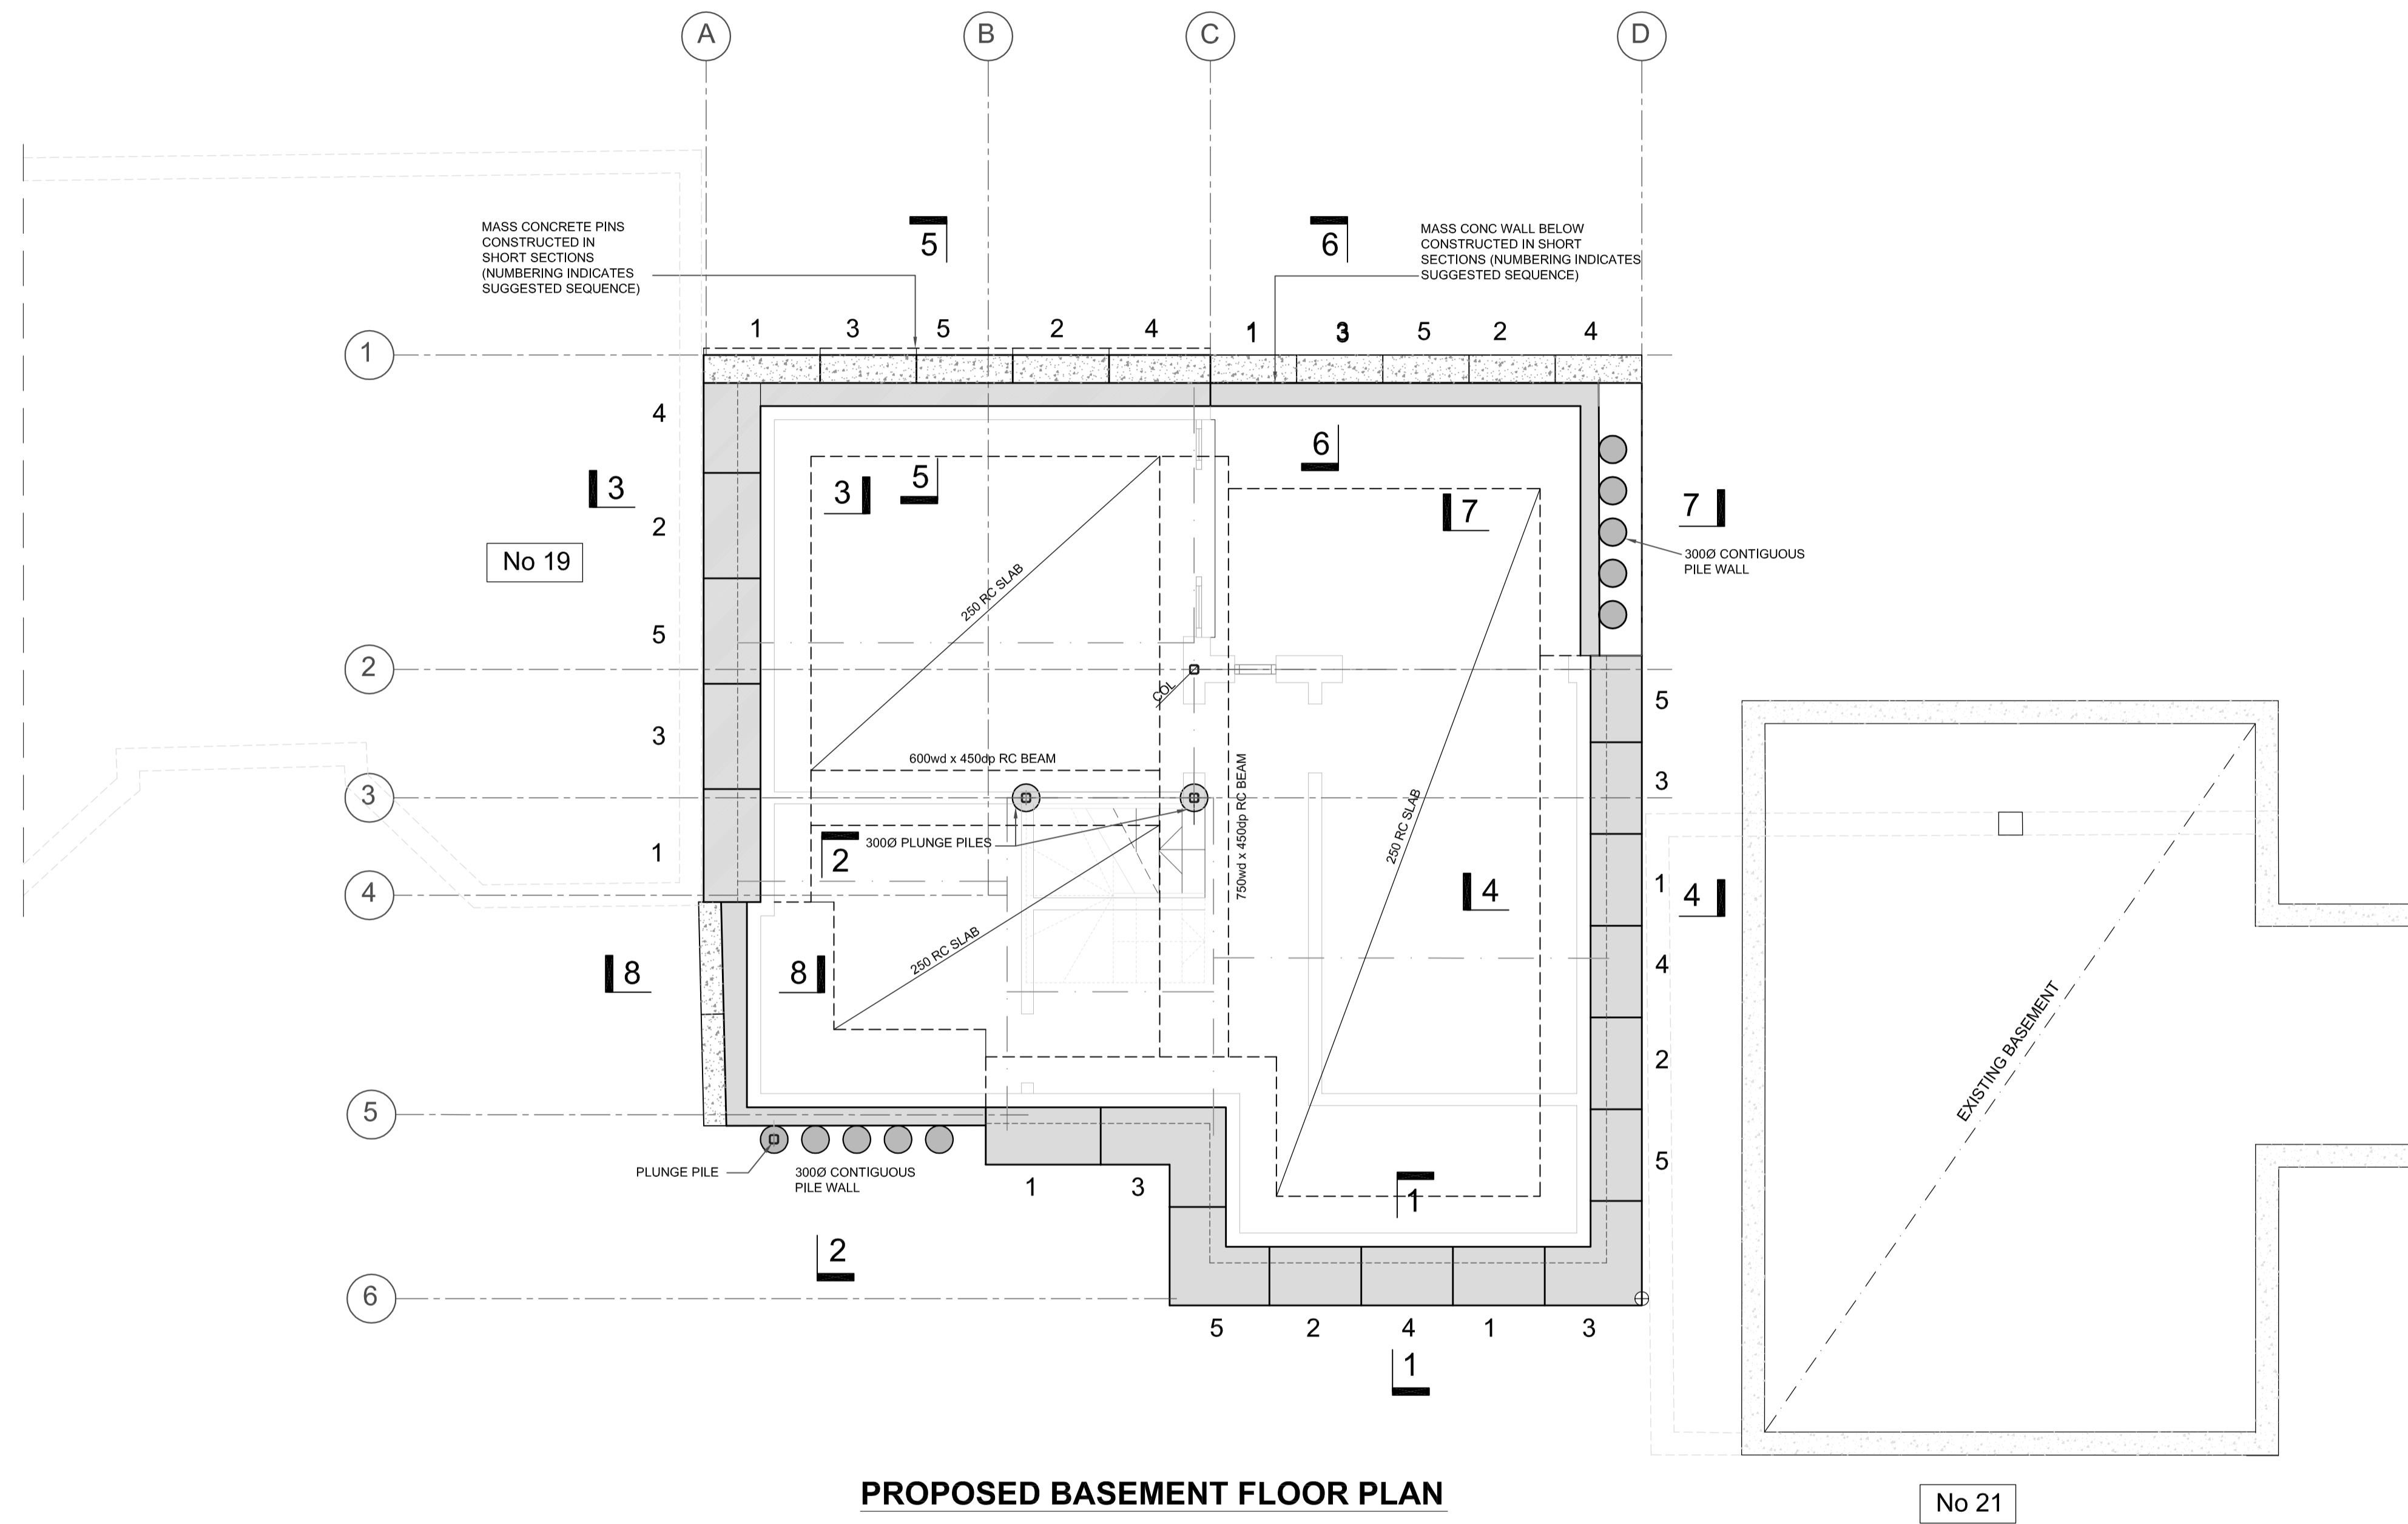 A
B
C
D
MASS CONCRETE PINS
CONSTRUCTED IN
SHORT SECTIONS
(NUMBERING INDICATES
SUGGESTED SEQUENCE)
5
6
MASS CONC WALL BELOW
CONSTRUCTED IN SHORT
SECTIONS (NUMBERING INDICATES
SUGGESTED SEQUENCE)
1 3 5 2 4 1 3 5 2 4
1
4
3
3
5
6
7
7
2
No 19
300Ø CONTIGUOUS
PILE WALL
250 RC SLAB
5
2
COL
5
3
600wd x 450dp RC BEAM
750wd x 450dp RC BEAM
250 RC SLAB
3
3
300Ø PLUNGE PILES
2
1
4
4
1
4
250 RC SLAB
8
8
4
2
5
EXISTING BASEMENT
5
PLUNGE PILE
300Ø CONTIGUOUS
PILE WALL
1 3
1
2
6
5 2 4 1 3
1
PROPOSED BASEMENT FLOOR PLAN
No 21